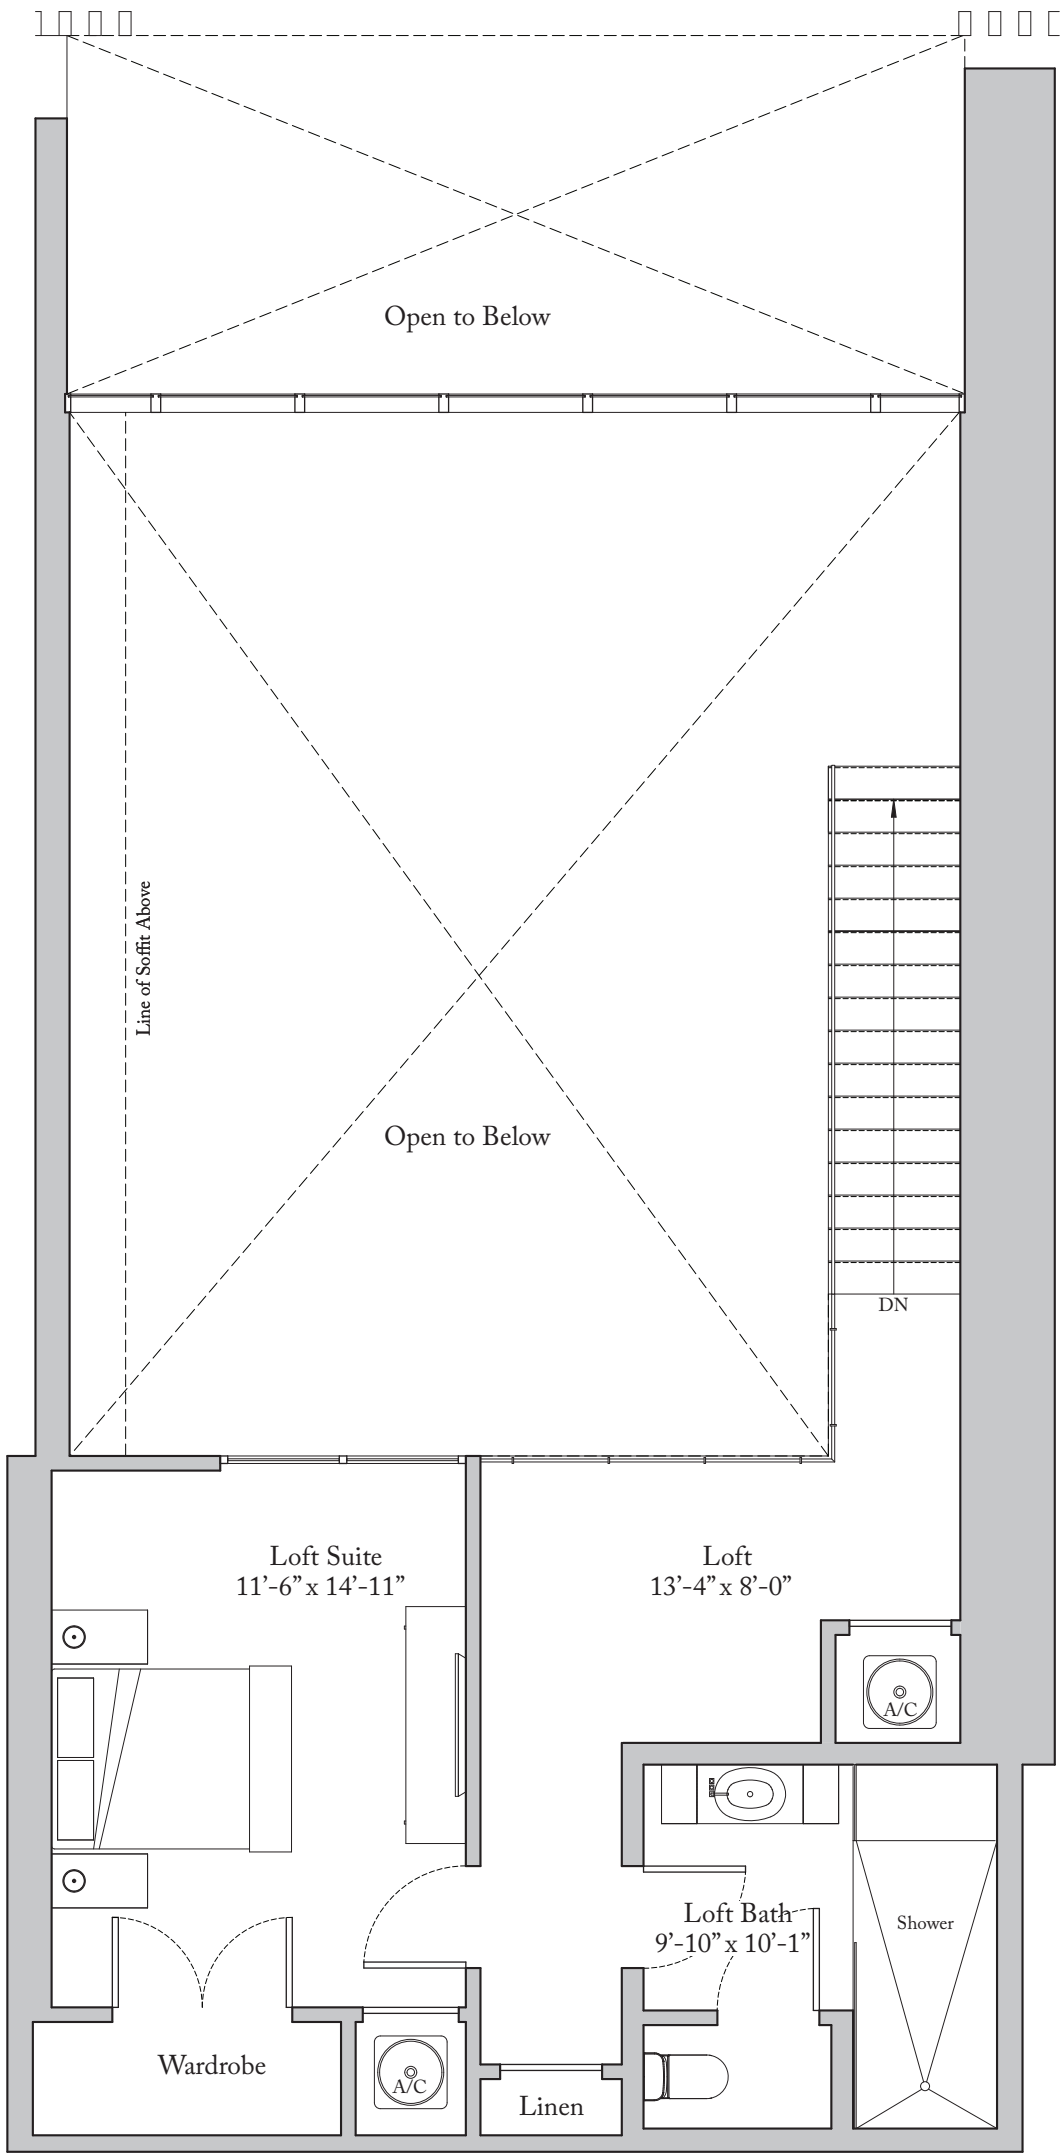 Open to Below
Line of Soffit Above
Open to Below
DN
Loft Suite
11’-6” x 14’-11”
Loft
13’-4” x 8’-0”
A/C
Loft Bath
9’-10” x 10’-1”
Shower
Wardrobe
A/C
Linen